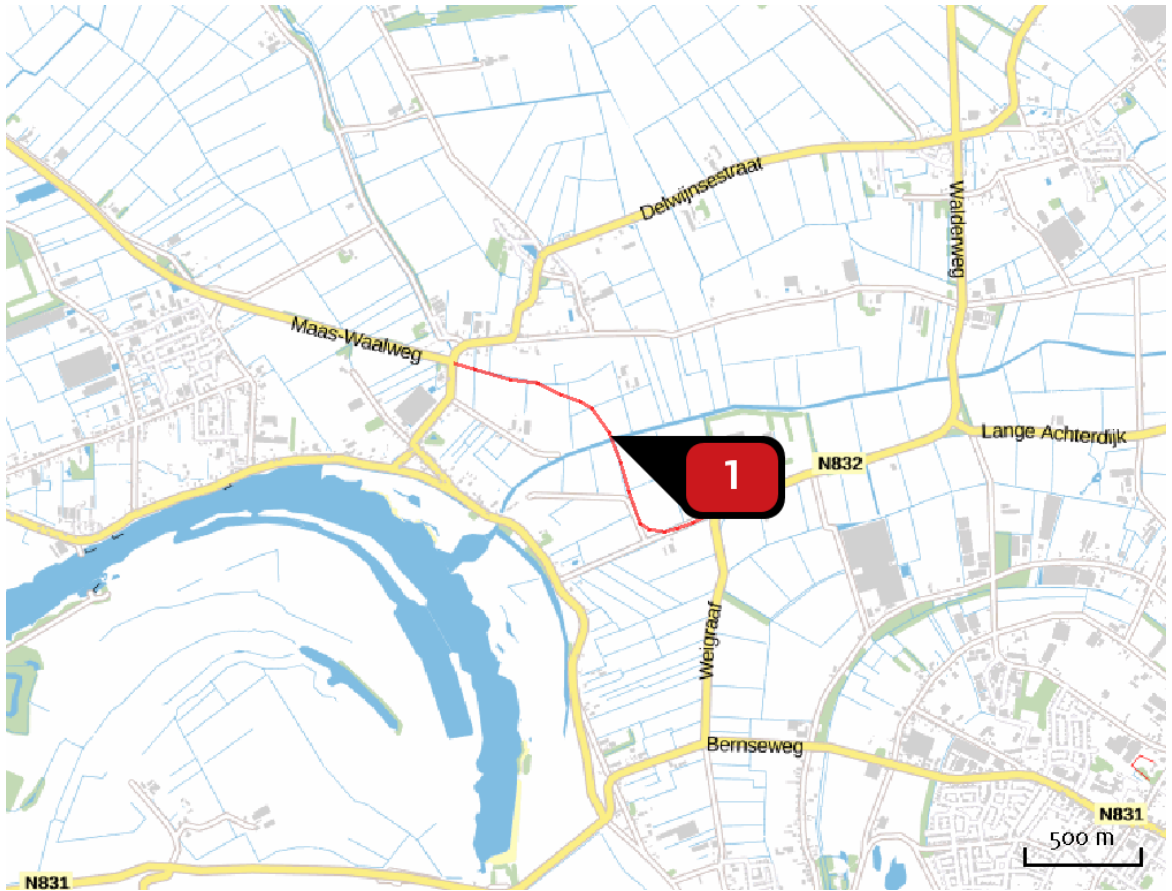 Delwijnsestraat
Walderweg
Maas-Waalweg
Lange Achterdijk
N832
1
Weigraaf
Bernseweg
N831
500 m
N831